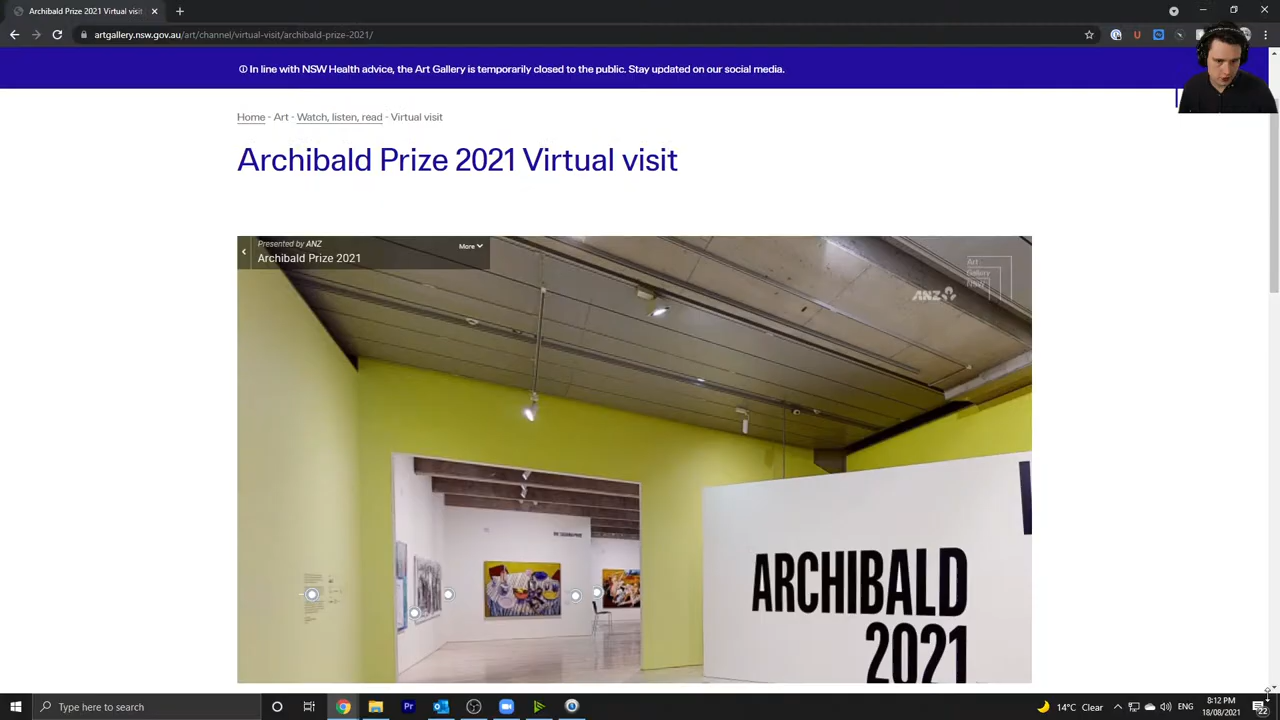 Archibald Prize 2021 Virtual visit
artgallery.nsw.gov.au/art/channel/virtual-visit/archibald-prize-2021/
In line with NSW Health advice, the Art Gallery is temporarily closed to the public. Stay updated on our social media.
Home - Art - Watch, listen, read - Virtual visit
Archibald Prize 2021 Virtual visit
Presented by ANZ
More
Archibald Prize 2021
Art
Gallery
NSW
ANZ
ARCHIBALD
2021
Type here to search
14°C Clear
ENG
8:12 PM
18/08/2021